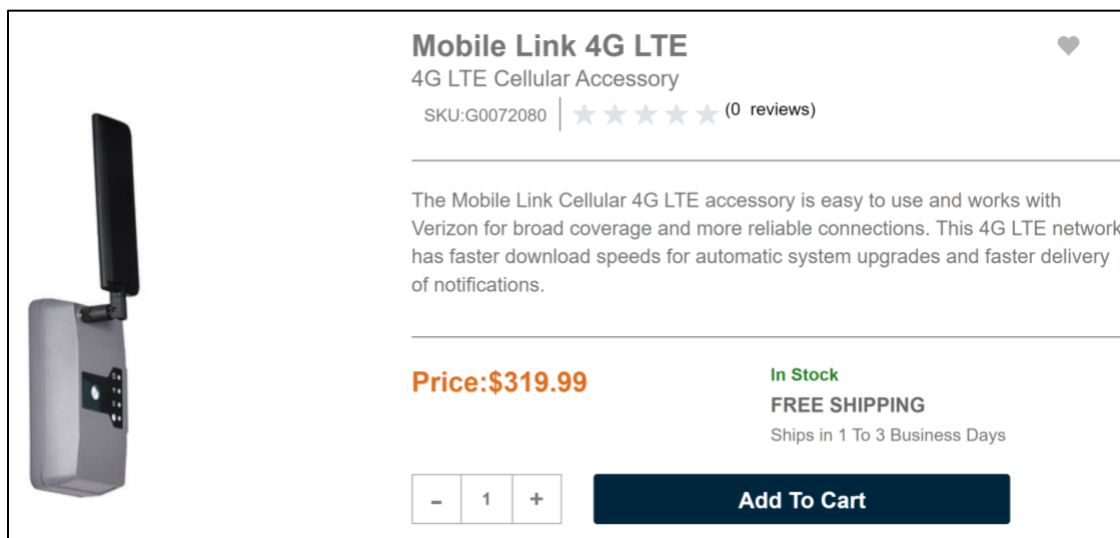 Mobile Link 4G LTE
4G LTE Cellular Accessory
SKU:G0072080 (0 reviews)
The Mobile Link Cellular 4G LTE accessory is easy to use and works with
Verizon for broad coverage and more reliable connections. This 4G LTE network
has faster download speeds for automatic system upgrades and faster delivery
of notifications.
Price:$319.99
In Stock
FREE SHIPPING
Ships in 1 To 3 Business Days
- 1 +
Add To Cart